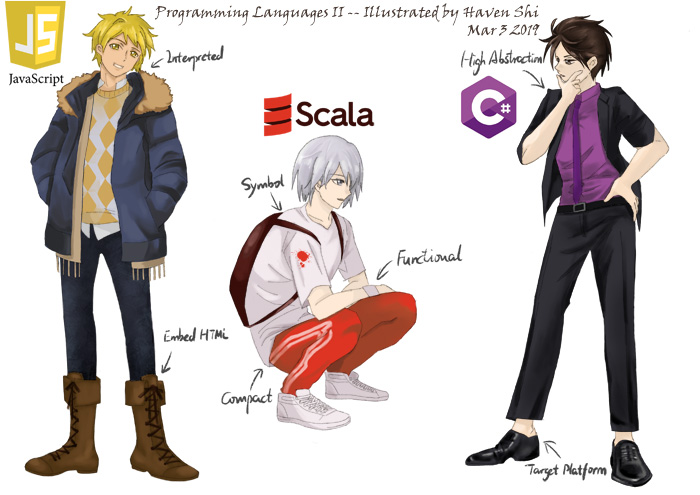 Programming Languages II -- Illustrated by Haven Shi
Mar 3 2019
JS
JavaScript
Interpreted
Embed HTML
Scala
Symbol
Functional
Compact
C#
High Abstraction
Target Platform